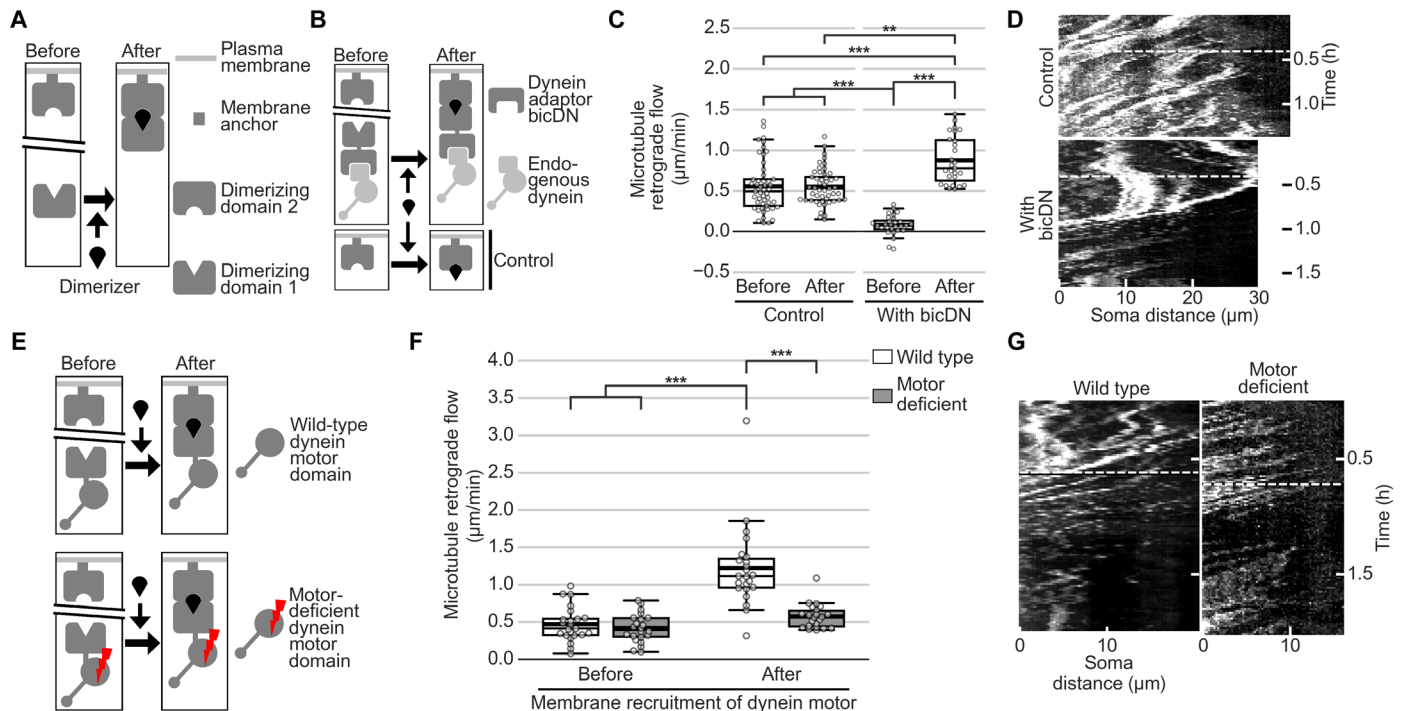 A
Before
After
Plasma
membrane
Membrane
anchor
Dimerizing
domain 2
Dimerizing
domain 1
Dimerizer
B
Before
After
Dynein
adaptor
bicDN
Endo-
genous
dynein
Control
C
Microtubule
retrograde flow
(µm/min)
2.5
2.0
1.5
1.0
0.5
0.0
−0.5
**
***
***
***
Before
After
Before
After
Control
With bicDN
D
Control
With
bicDN
0.5
1.0
Time (h)
0.5
1.0
1.5
0
10
20
30
Soma distance (µm)
E
Before
After
Wild-type
dynein
motor
domain
Motor-
deficient
dynein
motor
domain
F
Microtubule retrograde flow
(µm/min)
4.0
3.5
3.0
2.5
2.0
1.5
1.0
0.5
0.0
***
***
Wild type
Motor
deficient
Before
After
Membrane recruitment of dynein motor
G
Wild type
Motor
deficient
0.5
1.5
Time (h)
10
10
Soma
distance (µm)